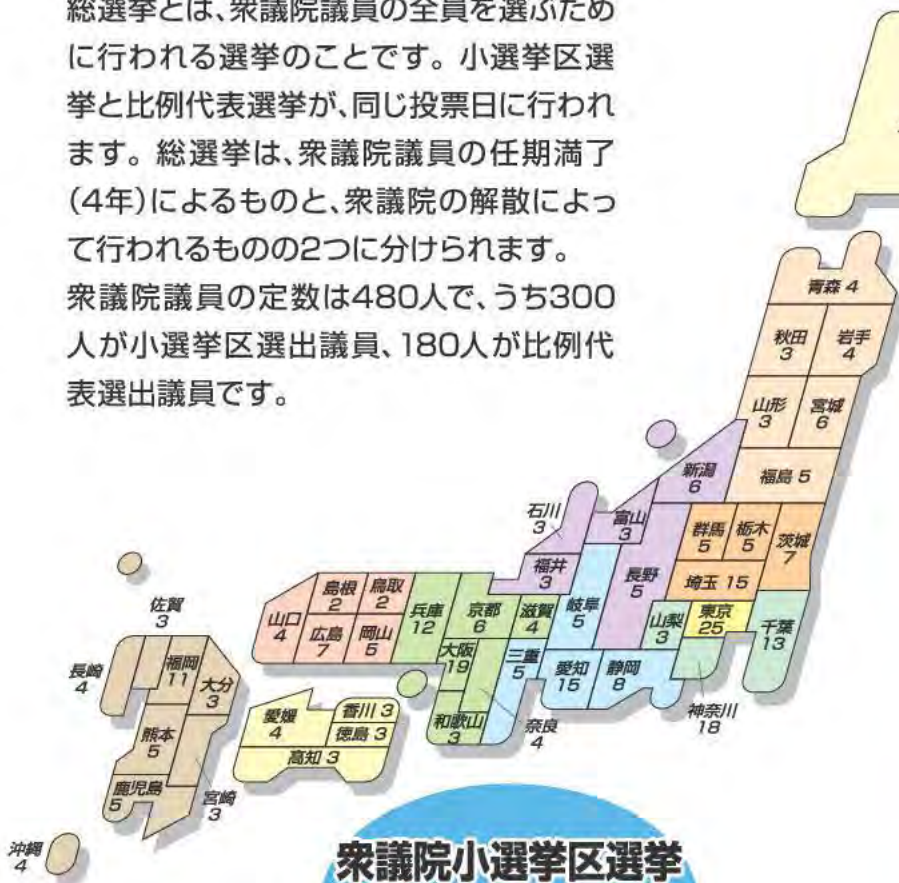 総選挙とは、衆議院議員の全員を選ぶため
に行われる選挙のことです。小選挙区選
挙と比例代表選挙が、同じ投票日に行われ
ます。総選挙は、衆議院議員の任期満了
(4年)によるものと、衆議院の解散によっ
て行われるものの2つに分けられます。
衆議院議員の定数は480人で、うち300
人が小選挙区選出議員、180人が比例代
表選出議員です。
青森 4
秋田
3
岩手
4
山形
3
宮城
6
福島 5
新潟
6
石川
3
富山
3
福井
3
長野
5
群馬
5
栃木
5
茨城
7
埼玉 15
山梨
3
東京
25
千葉
13
神奈川
18
岐阜
5
愛知
15
静岡
8
三重
5
滋賀
4
京都
6
兵庫
12
大阪
19
奈良
4
和歌山
3
鳥取
2
島根
2
岡山
5
広島
7
山口
4
香川 3
徳島 3
愛媛
4
高知 3
佐賀
3
福岡
11
大分
3
長崎
4
熊本
5
宮崎
3
鹿児島
5
沖縄
4
衆議院小選挙区選挙